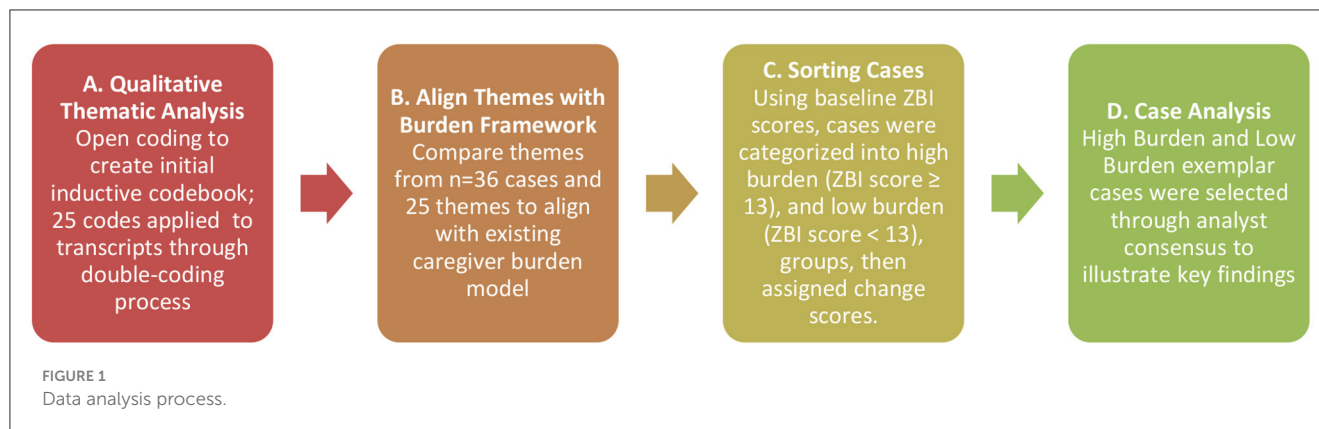 A. Qualitative
Thematic Analysis
Open coding to
create initial
inductive codebook;
25 codes applied to
transcripts through
double-coding
process
B. Align Themes with
Burden Framework
Compare themes
from n=36 cases and
25 themes to align
with existing
caregiver burden
model
C. Sorting Cases
Using baseline ZBI
scores, cases were
categorized into high
burden (ZBI score ≥
13), and low burden
(ZBI score < 13),
groups, then
assigned change
scores.
D. Case Analysis
High Burden and Low
Burden exemplar
cases were selected
through analyst
consensus to
illustrate key findings
FIGURE 1
Data analysis process.